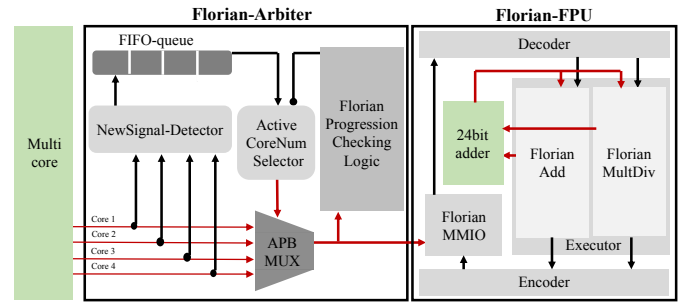 Florian-Arbiter
Florian-FPU
FIFO-queue
Decoder
Multi
core
NewSignal-Detector
Active
CoreNum
Selector
Florian
Progression
Checking
Logic
24bit
adder
Florian
Add
Florian
MultDiv
Core 1
Core 2
Core 3
Core 4
APB
MUX
Florian
MMIO
Executor
Encoder